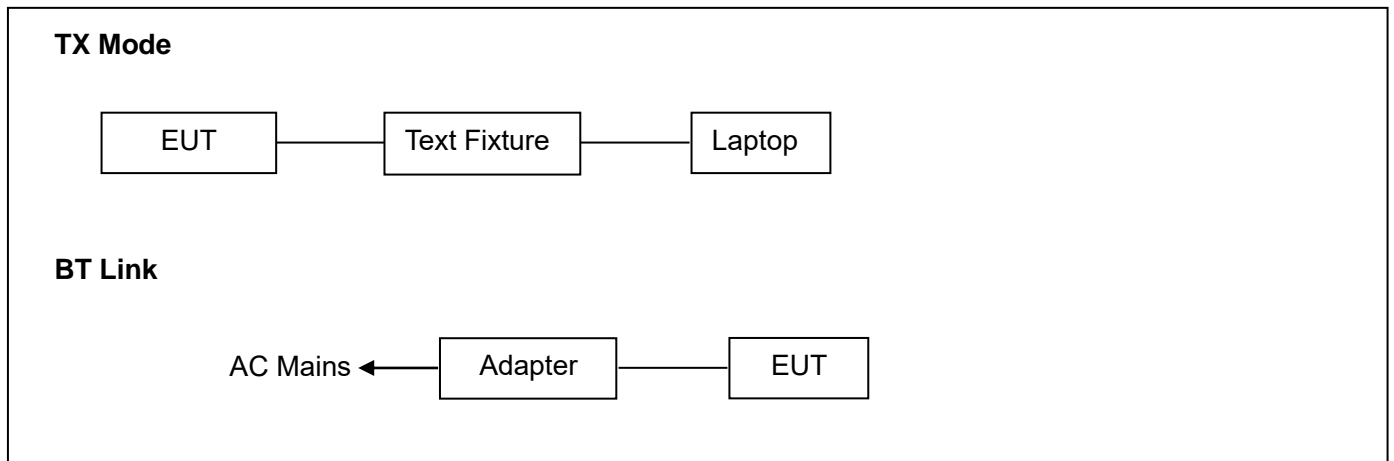 TX Mode
EUT Text Fixture Laptop
BT Link
AC Mains Adapter EUT